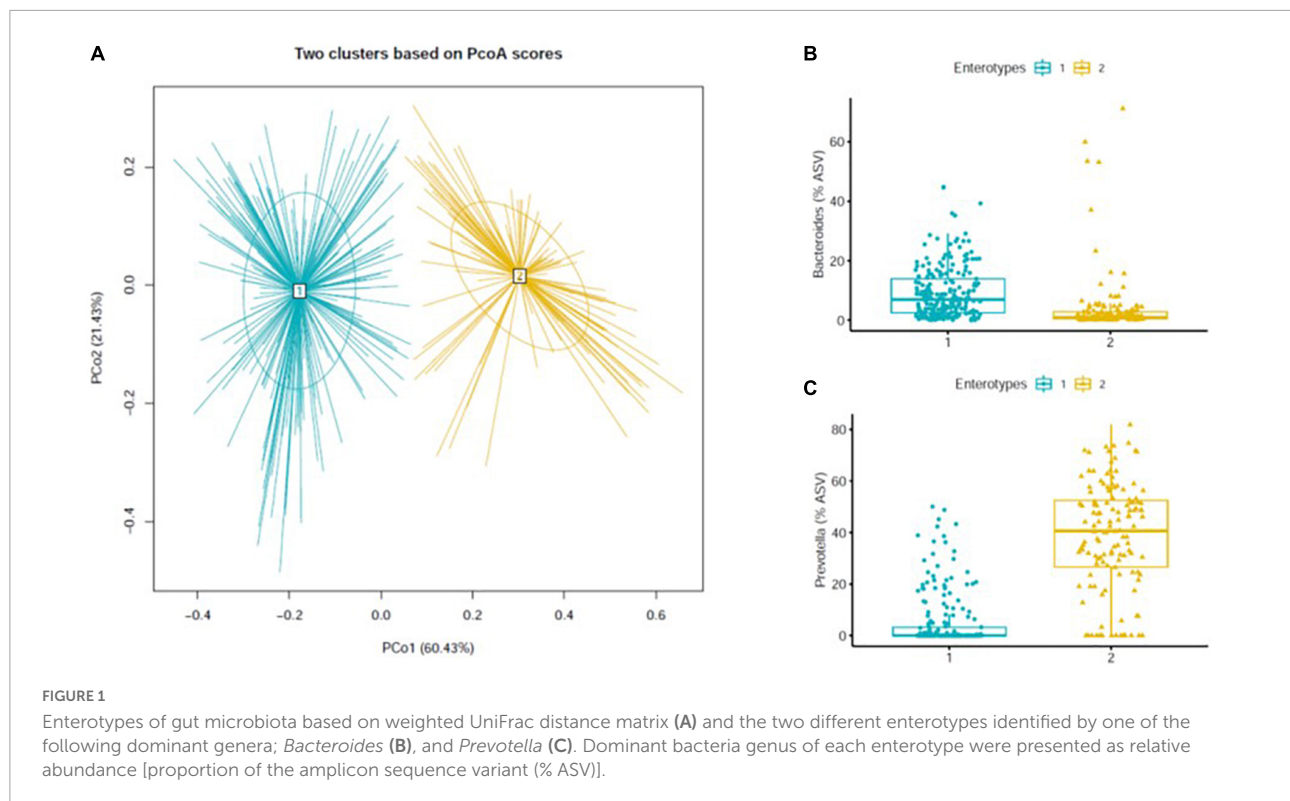 A
Two clusters based on PcoA scores
PCo2 (21.43%)
0.2
0.0
−0.2
−0.4
1
2
−0.4 −0.2 0.0 0.2 0.4 0.6
PCo1 (60.43%)
B
Enterotypes 1 2
Bacteroides (% ASV)
60
40
20
0
1 2
C
Enterotypes 1 2
Prevotella (% ASV)
80
60
40
20
0
1 2
FIGURE 1
Enterotypes of gut microbiota based on weighted UniFrac distance matrix (A) and the two different enterotypes identified by one of the
following dominant genera; Bacteroides (B), and Prevotella (C). Dominant bacteria genus of each enterotype were presented as relative
abundance [proportion of the amplicon sequence variant (% ASV)].